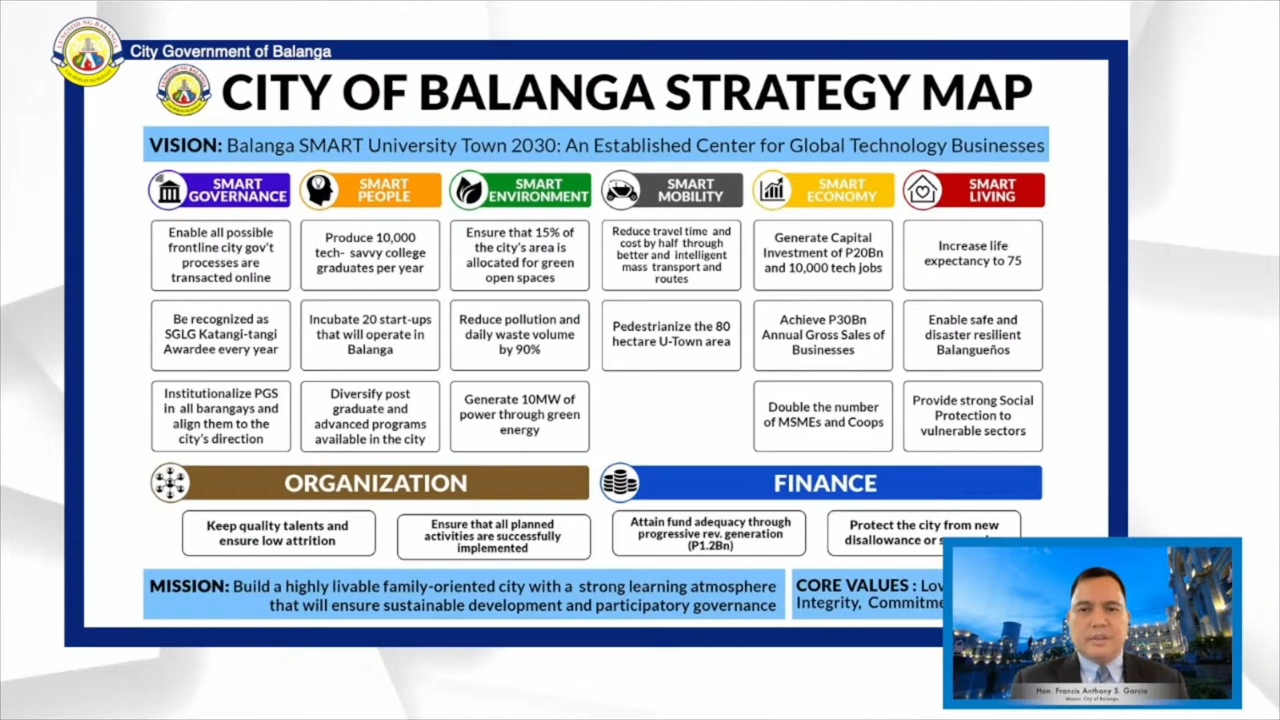 City Government of Balanga
CITY OF BALANGA STRATEGY MAP
VISION: Balanga SMART University Town 2030: An Established Center for Global Technology Businesses
SMART
GOVERNANCE
SMART
PEOPLE
SMART
ENVIRONMENT
SMART
MOBILITY
SMART
ECONOMY
SMART
LIVING
Enable all possible
frontline city gov't
processes are
transacted online
Produce 10,000
tech- savvy college
graduates per year
Ensure that 15% of
the city's area is
allocated for green
open spaces
Reduce travel time and
cost by half through
better and intelligent
mass transport and
routes
Generate Capital
Investment of P20Bn
and 10,000 tech jobs
Increase life
expectancy to 75
Be recognized as
SGLG Katangi-tangi
Awardee every year
Incubate 20 start-ups
that will operate in
Balanga
Reduce pollution and
daily waste volume
by 90%
Pedestrianize the 80
hectare U-Town area
Achieve P30Bn
Annual Gross Sales of
Businesses
Enable safe and
disaster resilient
Balangueños
Institutionalize PGS
in all barangays and
align them to the
city's direction
Diversify post
graduate and
advanced programs
available in the city
Generate 10MW of
power through green
energy
Double the number
of MSMEs and Coops
Provide strong Social
Protection to
vulnerable sectors
ORGANIZATION
FINANCE
Keep quality talents and
ensure low attrition
Ensure that all planned
activities are successfully
implemented
Attain fund adequacy through
progressive rev. generation
(P1.2Bn)
Protect the city from new
disallowance or
MISSION: Build a highly livable family-oriented city with a strong learning atmosphere
that will ensure sustainable development and participatory governance
CORE VALUES :
Integrity,
Hon. Francis Anthony S. Garcia
Mayor, City of Balanga